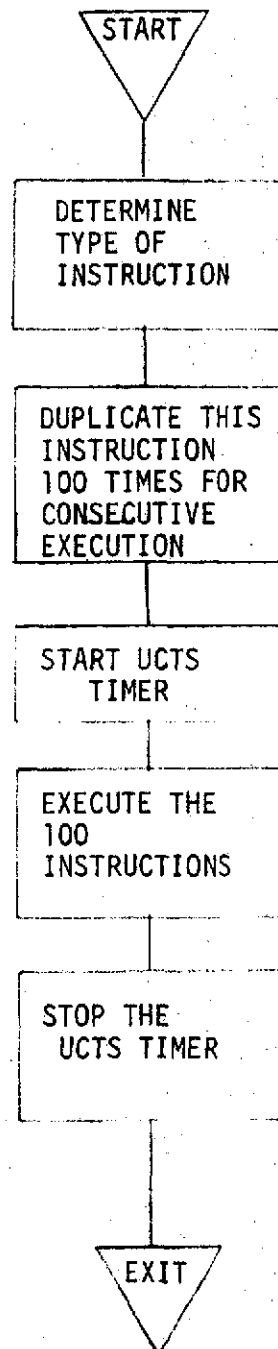 START
DETERMINE
TYPE OF
INSTRUCTION
DUPLICATE THIS
INSTRUCTION
100 TIMES FOR
CONSECUTIVE
EXECUTION
START UCTS
TIMER
EXECUTE THE
100
INSTRUCTIONS
STOP THE
UCTS TIMER
EXIT